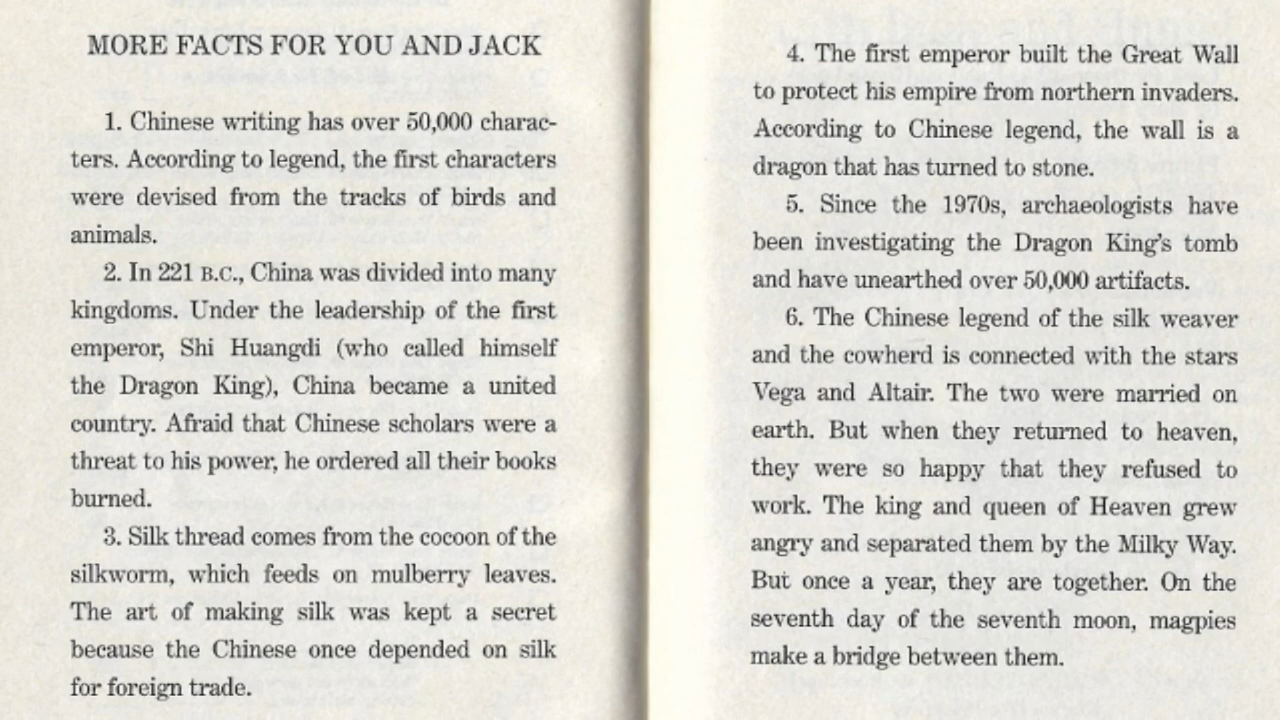 MORE FACTS FOR YOU AND JACK
1. Chinese writing has over 50,000 charac-
ters. According to legend, the first characters
were devised from the tracks of birds and
animals.
2. In 221 B.C., China was divided into many
kingdoms. Under the leadership of the first
emperor, Shi Huangdi (who called himself
the Dragon King), China became a united
country. Afraid that Chinese scholars were a
threat to his power, he ordered all their books
burned.
3. Silk thread comes from the cocoon of the
silkworm, which feeds on mulberry leaves.
The art of making silk was kept a secret
because the Chinese once depended on silk
for foreign trade.
4. The first emperor built the Great Wall
to protect his empire from northern invaders.
According to Chinese legend, the wall is a
dragon that has turned to stone.
5. Since the 1970s, archaeologists have
been investigating the Dragon King's tomb
and have unearthed over 50,000 artifacts.
6. The Chinese legend of the silk weaver
and the cowherd is connected with the stars
Vega and Altair. The two were married on
earth. But when they returned to heaven,
they were so happy that they refused to
work. The king and queen of Heaven grew
angry and separated them by the Milky Way.
But once a year, they are together. On the
seventh day of the seventh moon, magpies
make a bridge between them.